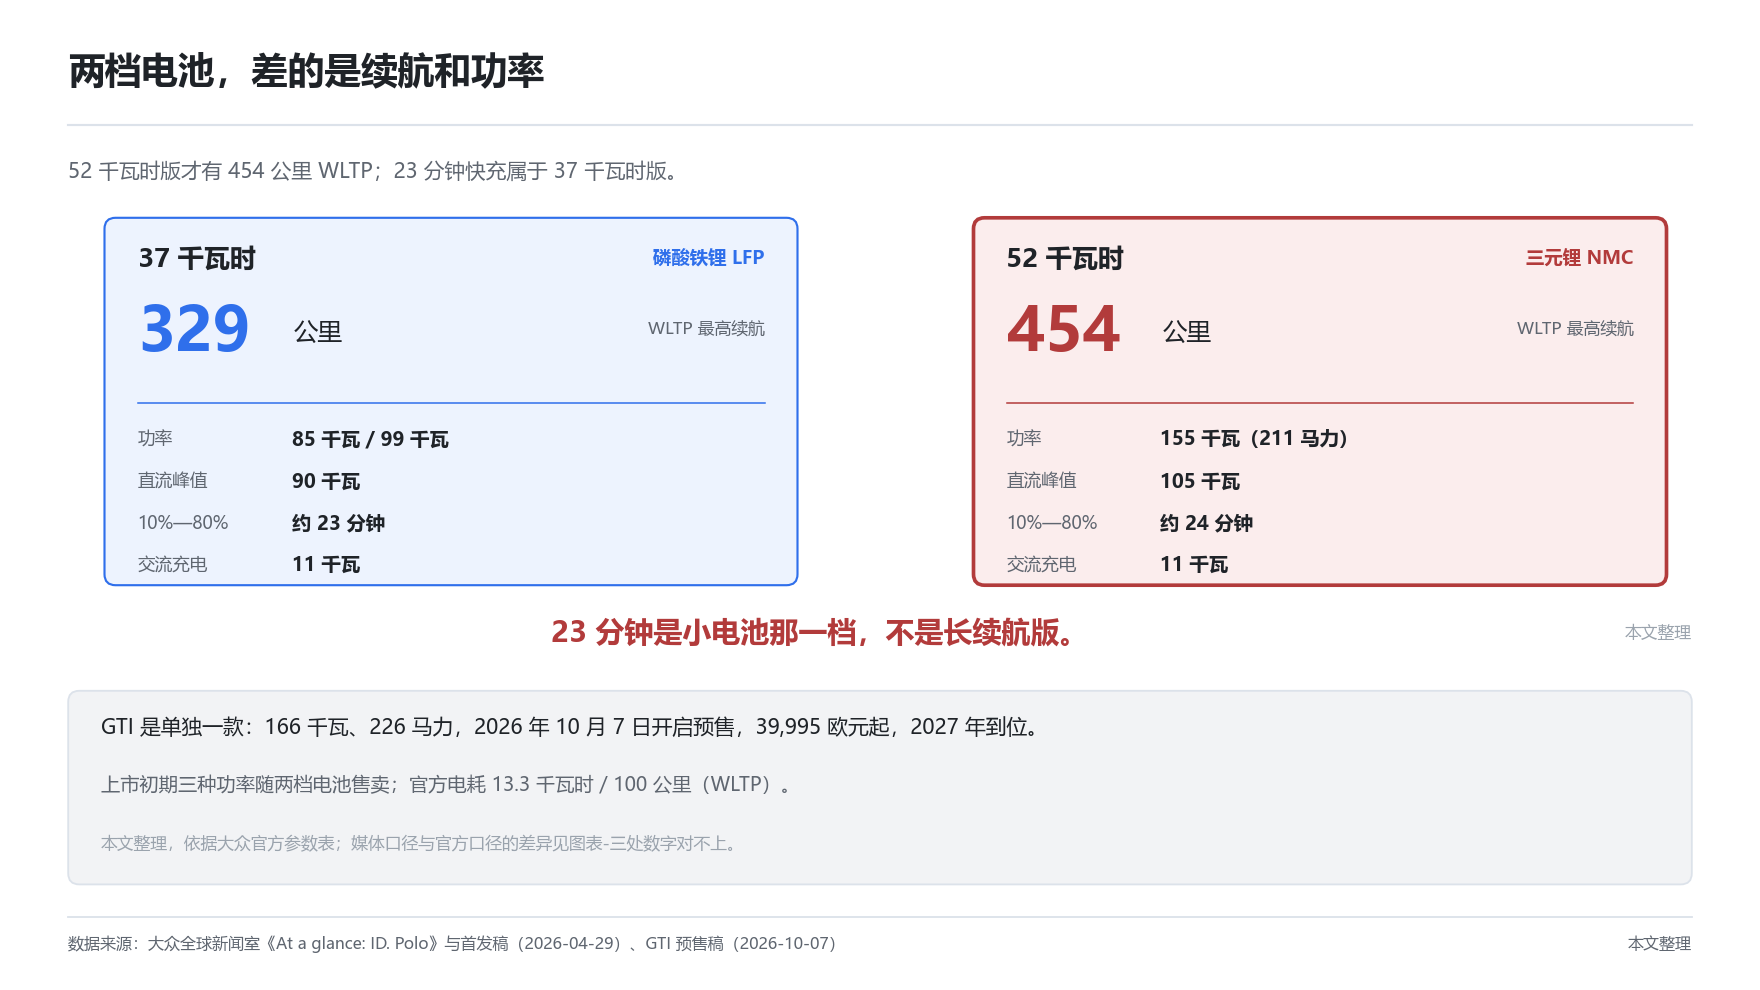 两档电池，差的是续航和功率
52 千瓦时版才有 454 公里 WLTP；23 分钟快充属于 37 千瓦时版。
37 千瓦时
磷酸铁锂 LFP
329 公里
WLTP 最高续航
功率 85 千瓦 / 99 千瓦
直流峰值 90 千瓦
10%—80% 约 23 分钟
交流充电 11 千瓦
52 千瓦时
三元锂 NMC
454 公里
WLTP 最高续航
功率 155 千瓦（211 马力）
直流峰值 105 千瓦
10%—80% 约 24 分钟
交流充电 11 千瓦
23 分钟是小电池那一档，不是长续航版。
本文整理
GTI 是单独一款：166 千瓦、226 马力，2026 年 10 月 7 日开启预售，39,995 欧元起，2027 年到位。
上市初期三种功率随两档电池售卖；官方电耗 13.3 千瓦时 / 100 公里（WLTP）。
本文整理，依据大众官方参数表；媒体口径与官方口径的差异见图表-三处数字对不上。
数据来源：大众全球新闻室《At a glance: ID. Polo》与首发稿（2026-04-29）、GTI 预售稿（2026-10-07）
本文整理